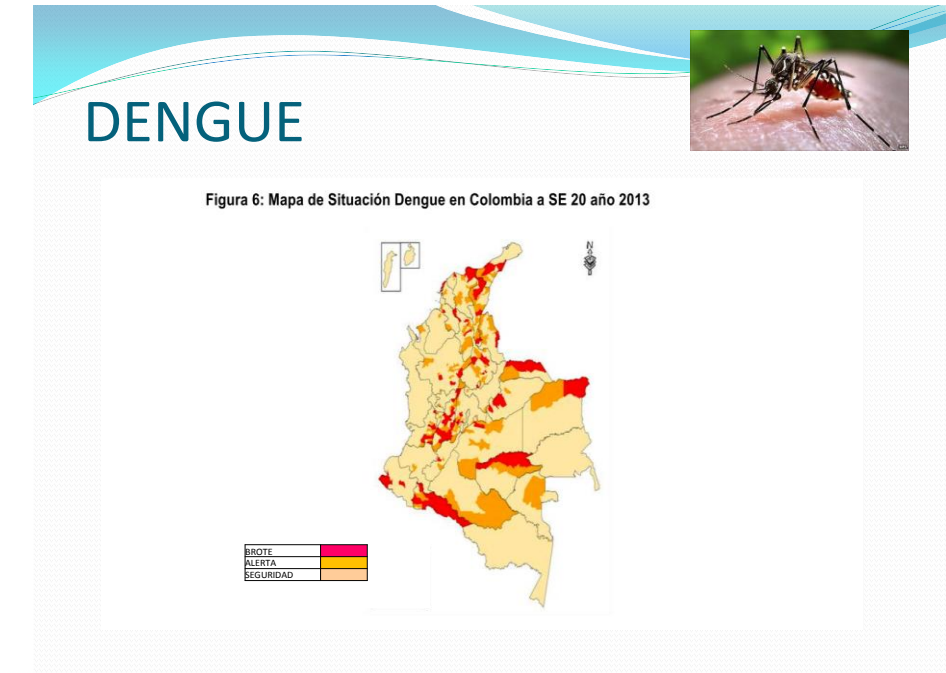 DENGUE
Figura 6: Mapa de Situación Dengue en Colombia a SE 20 año 2013
N
BROTE
ALERTA
SEGURIDAD